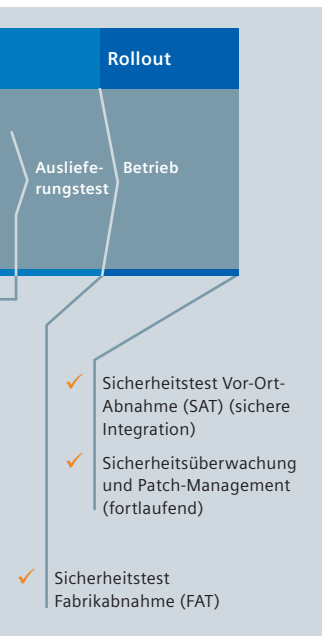 Rollout
Ausliefe-
rungstest
Betrieb
Sicherheitstest Vor-Ort-
Abnahme (SAT) (sichere
Integration)
Sicherheitsüberwachung
und Patch-Management
(fortlaufend)
Sicherheitstest
Fabrikabnahme (FAT)